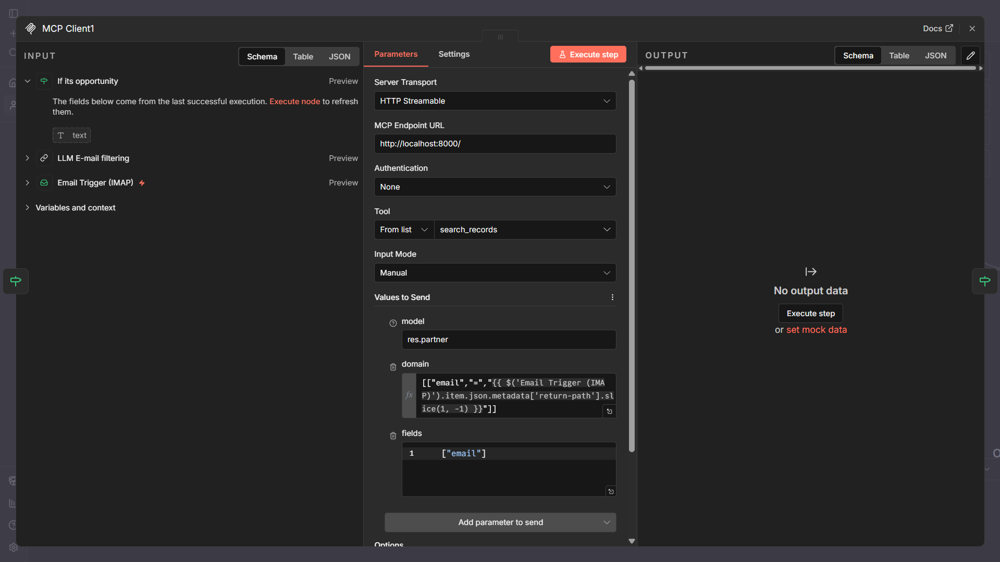 MCP Client1
Docs
INPUT
Schema
Table
JSON
If its opportunity
Preview
The fields below come from the last successful execution. Execute node to refresh
them.
T text
LLM E-mail filtering
Preview
Email Trigger (IMAP)
Preview
Variables and context
Parameters
Settings
Execute step
Server Transport
HTTP Streamable
MCP Endpoint URL
http://localhost:8000/
Authentication
None
Tool
From list
search_records
Input Mode
Manual
Values to Send
model
res.partner
domain
fx
[["email","=","{{ $('Email Trigger (IMA
P)').item.json.metadata['return-path'].sl
ice(1, -1) }}"]]
fields
1 ["email"]
Add parameter to send
Options
OUTPUT
Schema
Table
JSON
No output data
Execute step
or set mock data